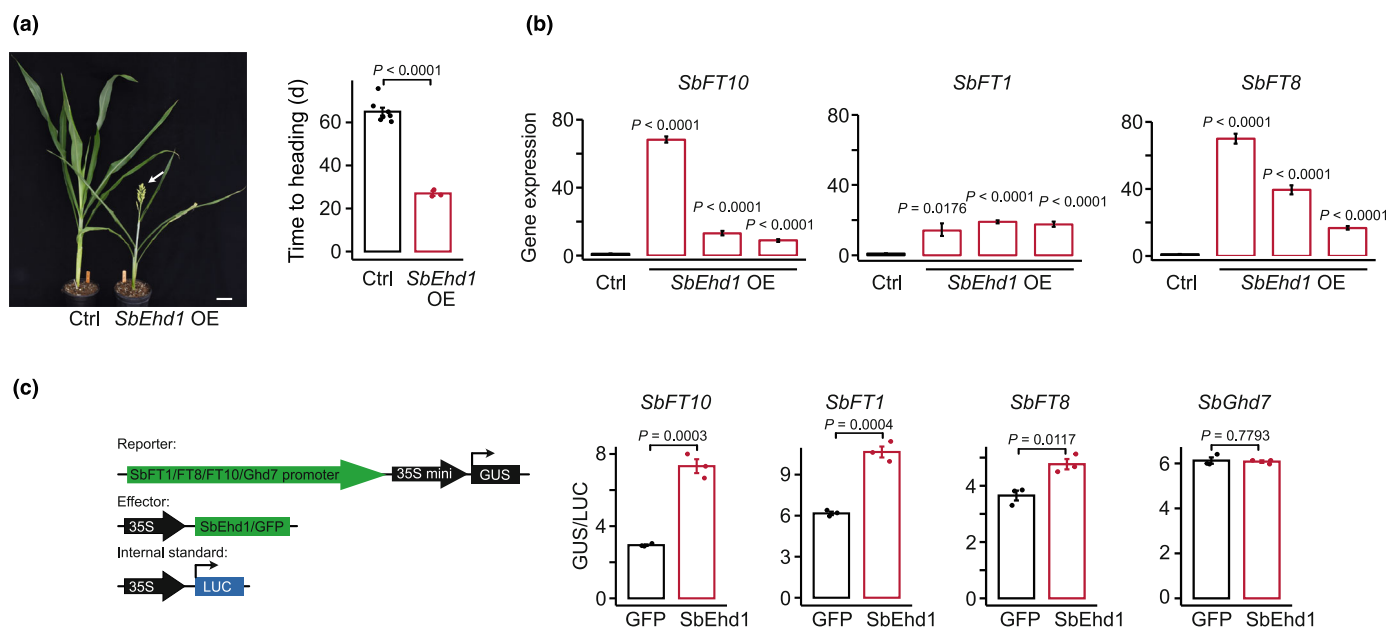 (a)
P < 0.0001
Time to heading (d)
60
40
20
0
Ctrl
SbEhd1 OE
Ctrl
SbEhd1
OE
(b)
SbFT10
SbFT1
SbFT8
Gene expression
80
40
0
P < 0.0001
P < 0.0001
P < 0.0001
Ctrl
SbEhd1 OE
80
40
20
0
P = 0.0176
P < 0.0001
P < 0.0001
Ctrl
SbEhd1 OE
80
40
0
P < 0.0001
P < 0.0001
P < 0.0001
Ctrl
SbEhd1 OE
(c)
Reporter:
SbFT1/FT8/FT10/Ghd7 promoter
35S mini
GUS
Effector:
35S
SbEhd1/GFP
Internal standard:
35S
LUC
SbFT10
P = 0.0003
GUS/LUC
8
6
4
2
0
GFP
SbEhd1
SbFT1
P = 0.0004
9
6
3
0
GFP
SbEhd1
SbFT8
P = 0.0117
4
2
0
GFP
SbEhd1
SbGhd7
P = 0.7793
6
4
2
0
GFP
SbEhd1